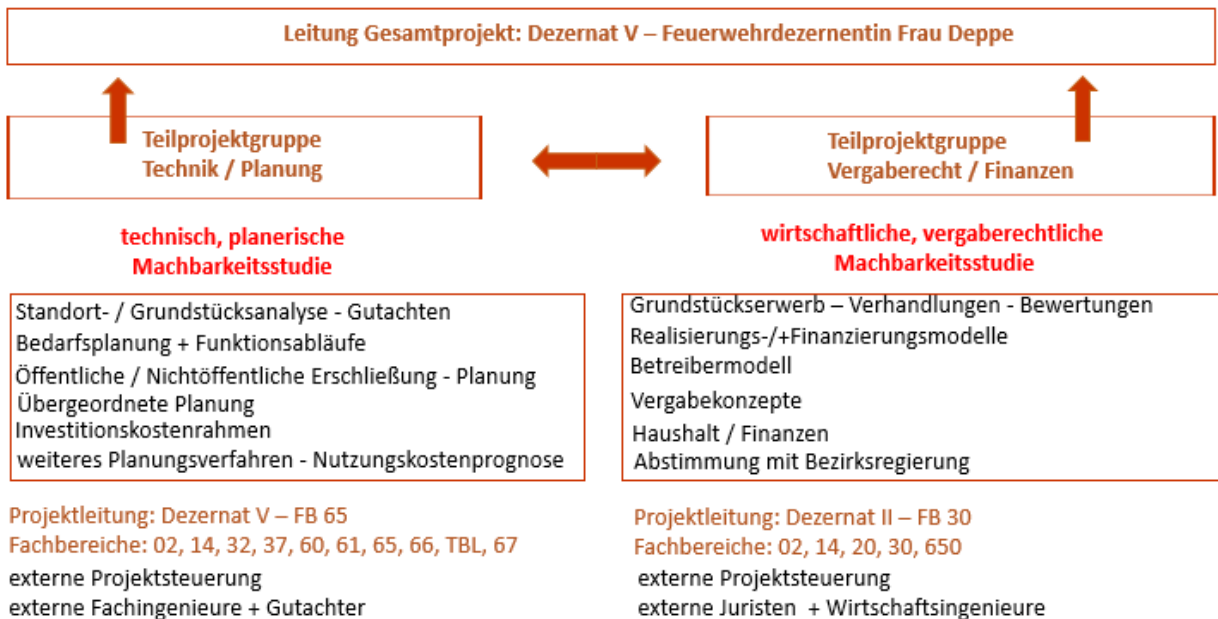 Leitung Gesamtprojekt: Dezernat V – Feuerwehrdezernentin Frau Deppe
Teilprojektgruppe
Technik / Planung
Teilprojektgruppe
Vergaberecht / Finanzen
technisch, planerische
Machbarkeitsstudie
wirtschaftliche, vergaberechtliche
Machbarkeitsstudie
Standort- / Grundstücksanalyse - Gutachten
Bedarfsplanung + Funktionsabläufe
Öffentliche / Nichtöffentliche Erschließung - Planung
Übergeordnete Planung
Investitionskostenrahmen
weiteres Planungsverfahren - Nutzungskostenprognose
Grundstückserwerb – Verhandlungen - Bewertungen
Realisierungs-/+Finanzierungsmodelle
Betreibermodell
Vergabekonzepte
Haushalt / Finanzen
Abstimmung mit Bezirksregierung
Projektleitung: Dezernat V – FB 65
Fachbereiche: 02, 14, 32, 37, 60, 61, 65, 66, TBL, 67
externe Projektsteuerung
externe Fachingenieure + Gutachter
Projektleitung: Dezernat II – FB 30
Fachbereiche: 02, 14, 20, 30, 650
externe Projektsteuerung
externe Juristen + Wirtschaftsingenieure